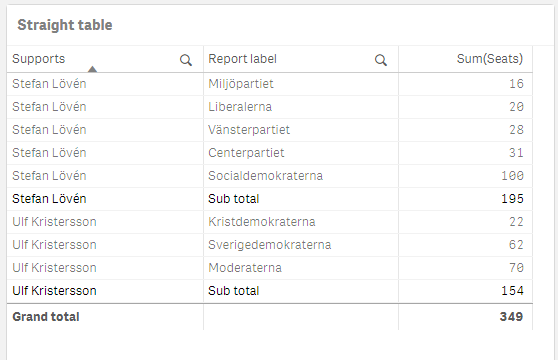 Straight table
Supports Report label Sum(Seats)
Stefan Lövén Miljöpartiet 16
Stefan Lövén Liberalerna 20
Stefan Lövén Vänsterpartiet 28
Stefan Lövén Centerpartiet 31
Stefan Lövén Socialdemokraterna 100
Stefan Lövén Sub total 195
Ulf Kristersson Kristdemokraterna 22
Ulf Kristersson Sverigedemokraterna 62
Ulf Kristersson Moderaterna 70
Ulf Kristersson Sub total 154
Grand total 349